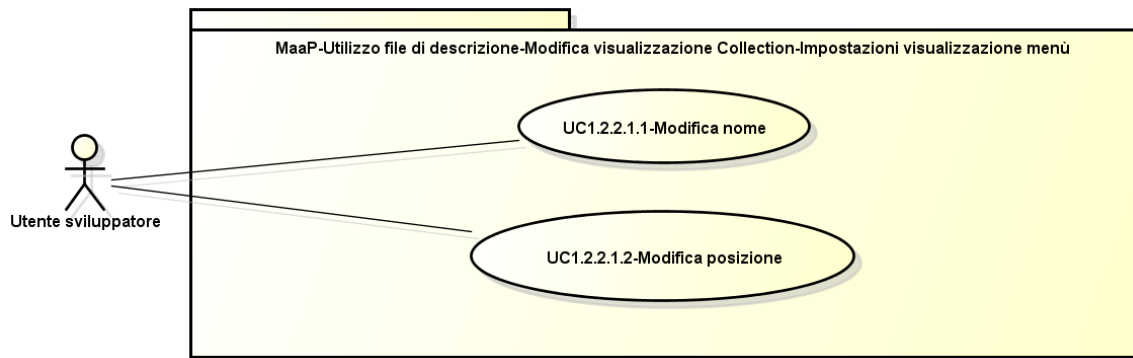 MaaP-Utilizzo file di descrizione-Modifica visualizzazione Collection-Impostazioni visualizzazione menù
UC1.2.2.1.1-Modifica nome
Utente sviluppatore
UC1.2.2.1.2-Modifica posizione